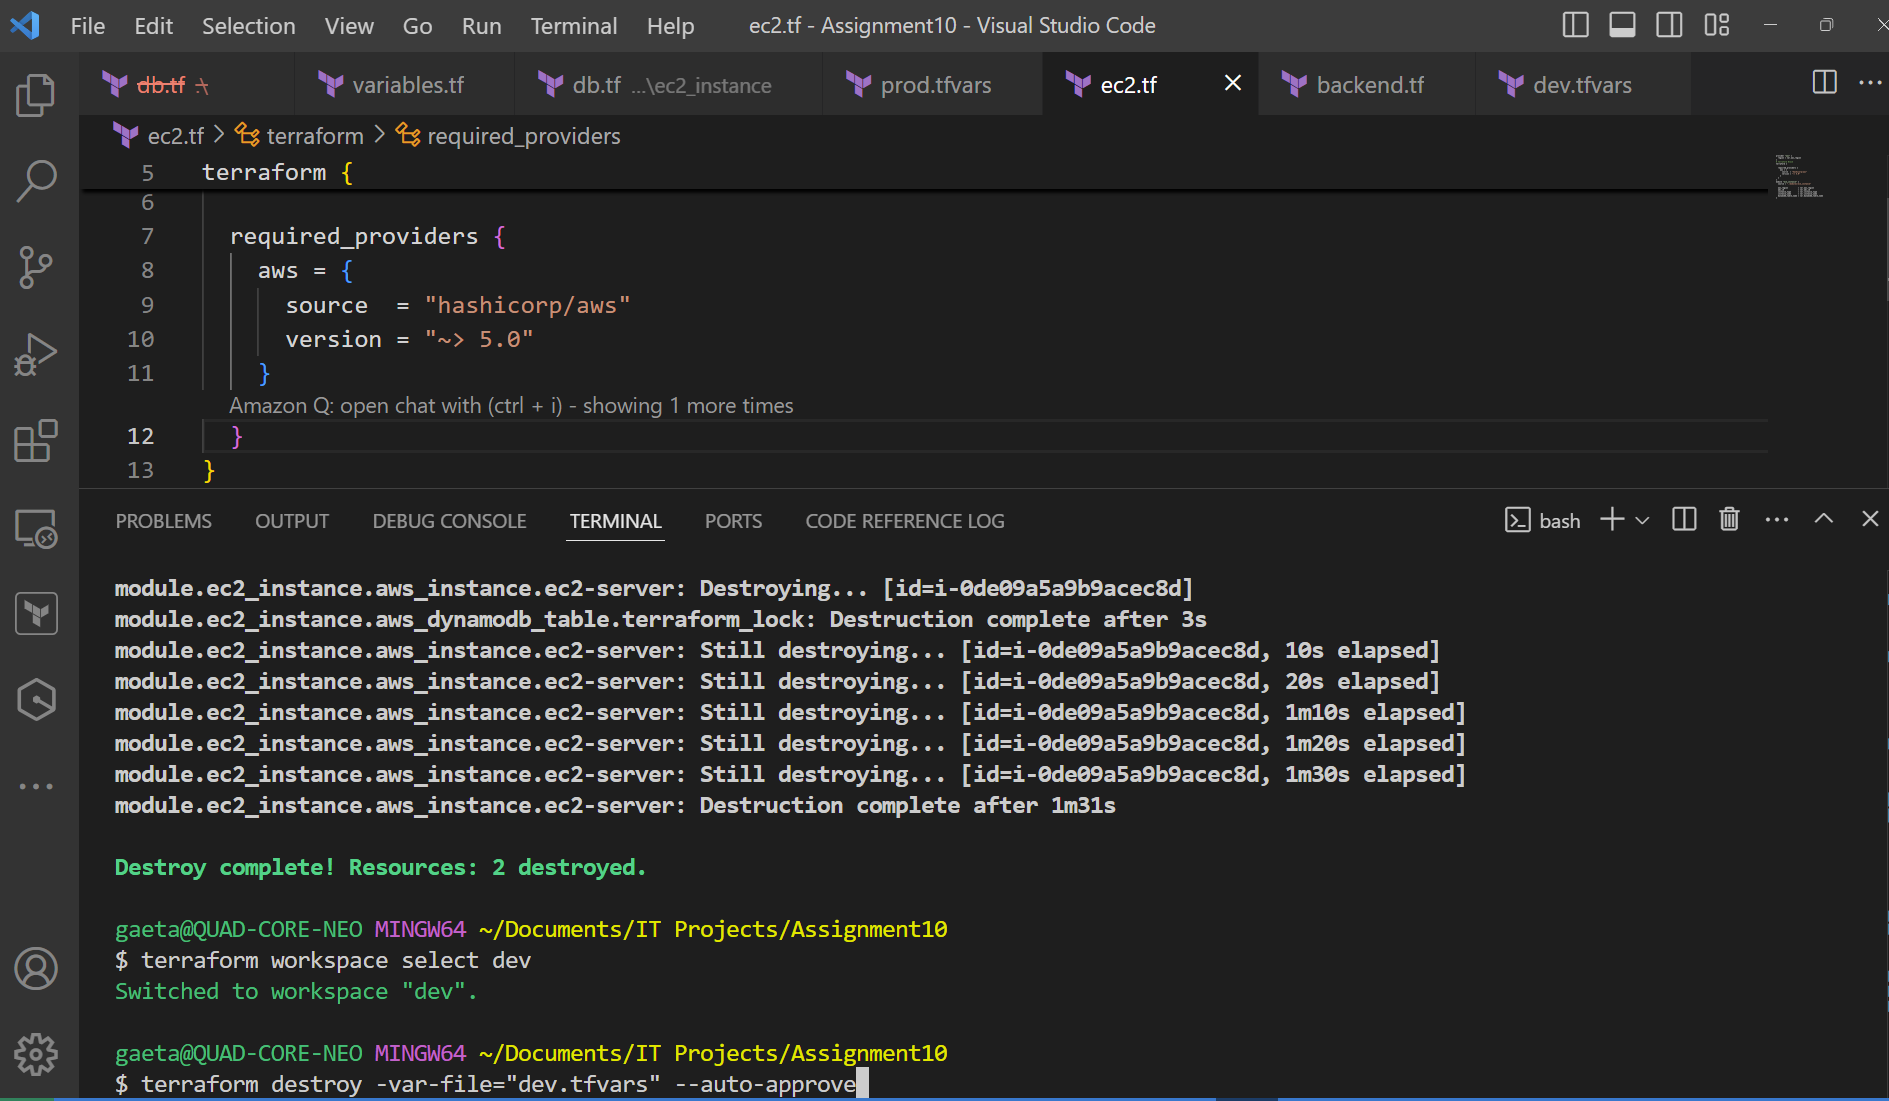 File Edit Selection View Go Run Terminal Help ec2.tf - Assignment10 - Visual Studio Code
db.tf .\ variables.tf db.tf ...\ec2_instance prod.tfvars ec2.tf backend.tf dev.tfvars
ec2.tf > terraform > required_providers
5 terraform {
6
7 required_providers {
8 aws = {
9 source = "hashicorp/aws"
10 version = "~> 5.0"
11 }
Amazon Q: open chat with (ctrl + i) - showing 1 more times
12 }
13 }
PROBLEMS OUTPUT DEBUG CONSOLE TERMINAL PORTS CODE REFERENCE LOG bash
module.ec2_instance.aws_instance.ec2-server: Destroying... [id=i-0de09a5a9b9acec8d]
module.ec2_instance.aws_dynamodb_table.terraform_lock: Destruction complete after 3s
module.ec2_instance.aws_instance.ec2-server: Still destroying... [id=i-0de09a5a9b9acec8d, 10s elapsed]
module.ec2_instance.aws_instance.ec2-server: Still destroying... [id=i-0de09a5a9b9acec8d, 20s elapsed]
module.ec2_instance.aws_instance.ec2-server: Still destroying... [id=i-0de09a5a9b9acec8d, 1m10s elapsed]
module.ec2_instance.aws_instance.ec2-server: Still destroying... [id=i-0de09a5a9b9acec8d, 1m20s elapsed]
module.ec2_instance.aws_instance.ec2-server: Still destroying... [id=i-0de09a5a9b9acec8d, 1m30s elapsed]
module.ec2_instance.aws_instance.ec2-server: Destruction complete after 1m31s
Destroy complete! Resources: 2 destroyed.
gaeta@QUAD-CORE-NEO MINGW64 ~/Documents/IT Projects/Assignment10
$ terraform workspace select dev
Switched to workspace "dev".
gaeta@QUAD-CORE-NEO MINGW64 ~/Documents/IT Projects/Assignment10
$ terraform destroy -var-file="dev.tfvars" --auto-approve